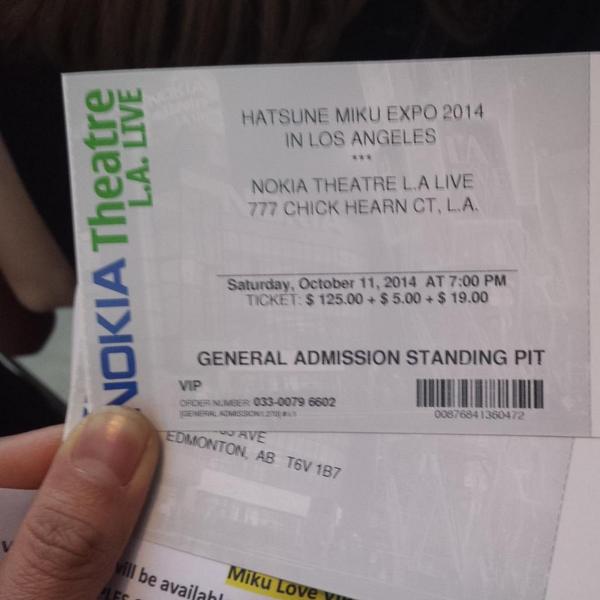 NOKIA Theatre
L.A. LIVE
HATSUNE MIKU EXPO 2014
IN LOS ANGELES
***
NOKIA THEATRE L.A LIVE
777 CHICK HEARN CT, L.A.
Saturday, October 11, 2014 AT 7:00 PM
TICKET: $ 125.00 + $ 5.00 + $ 19.00
GENERAL ADMISSION STANDING PIT
VIP
ORDER NUMBER: 033-0079 6602
00876841360472
AVE
EDMONTON, AB T6V 1B7
will be availabl
Miku Love